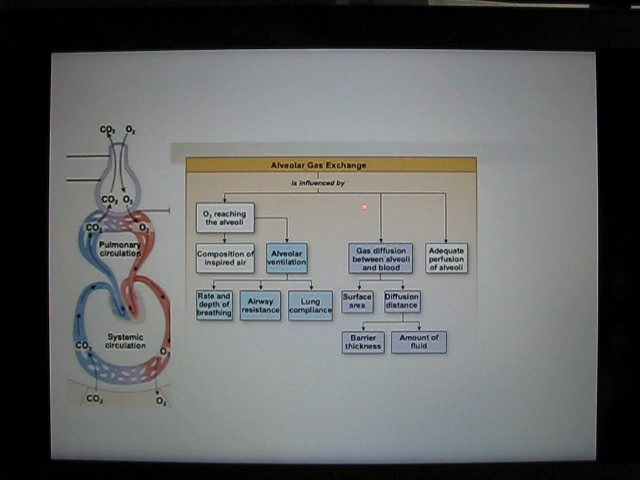 CO₂ O₂
CO₂ O₂
CO₂ O₂
Pulmonary
circulation
Systemic
circulation
CO₂ O₂
CO₂ O₂
Alveolar Gas Exchange
is influenced by
O₂ reaching
the alveoli
Composition of
inspired air
Alveolar
ventilation
Gas diffusion
between alveoli
and blood
Adequate
perfusion
of alveoli
Rate and
depth of
breathing
Airway
resistance
Lung
compliance
Surface
area
Diffusion
distance
Barrier
thickness
Amount of
fluid